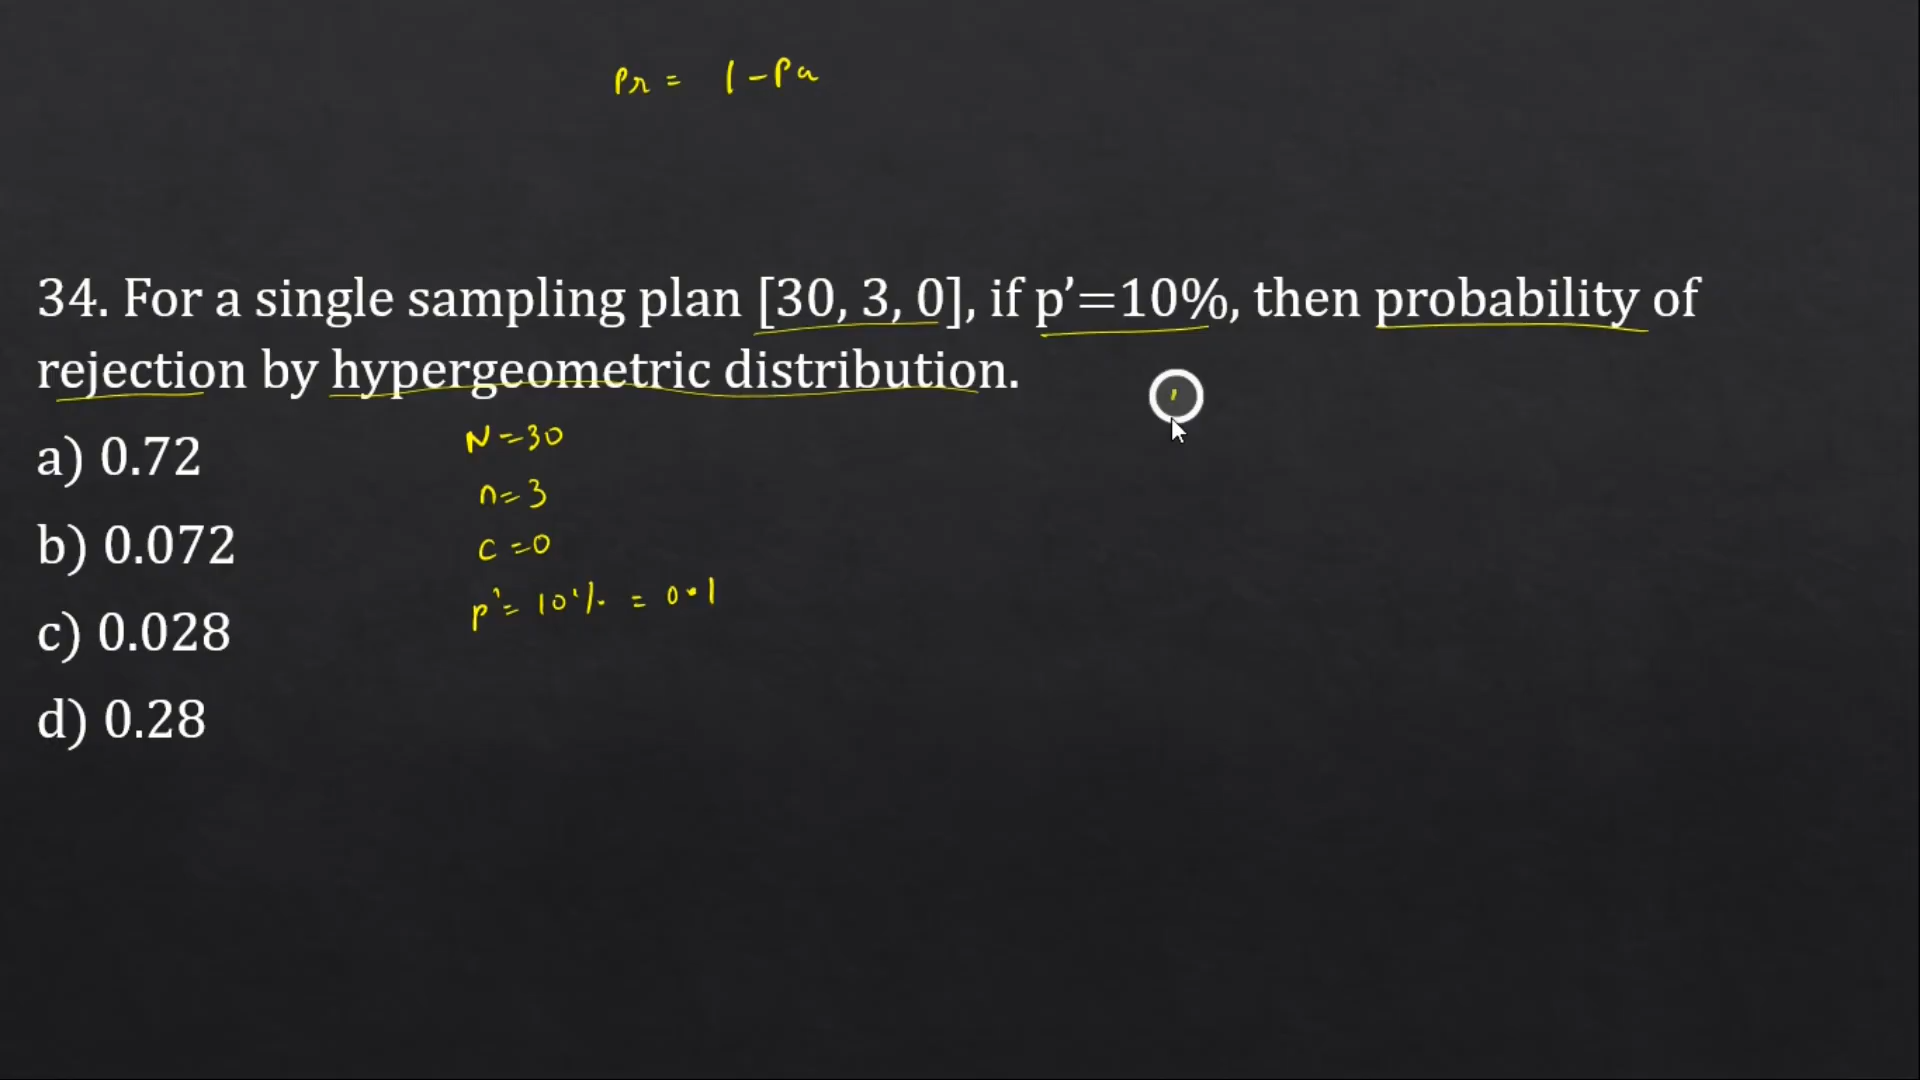 Pr = 1 - Pa
34. For a single sampling plan [30, 3, 0], if p’=10%, then probability of
rejection by hypergeometric distribution.
a) 0.72
b) 0.072
c) 0.028
d) 0.28
N = 30
n = 3
c = 0
p' = 10% = 0.1